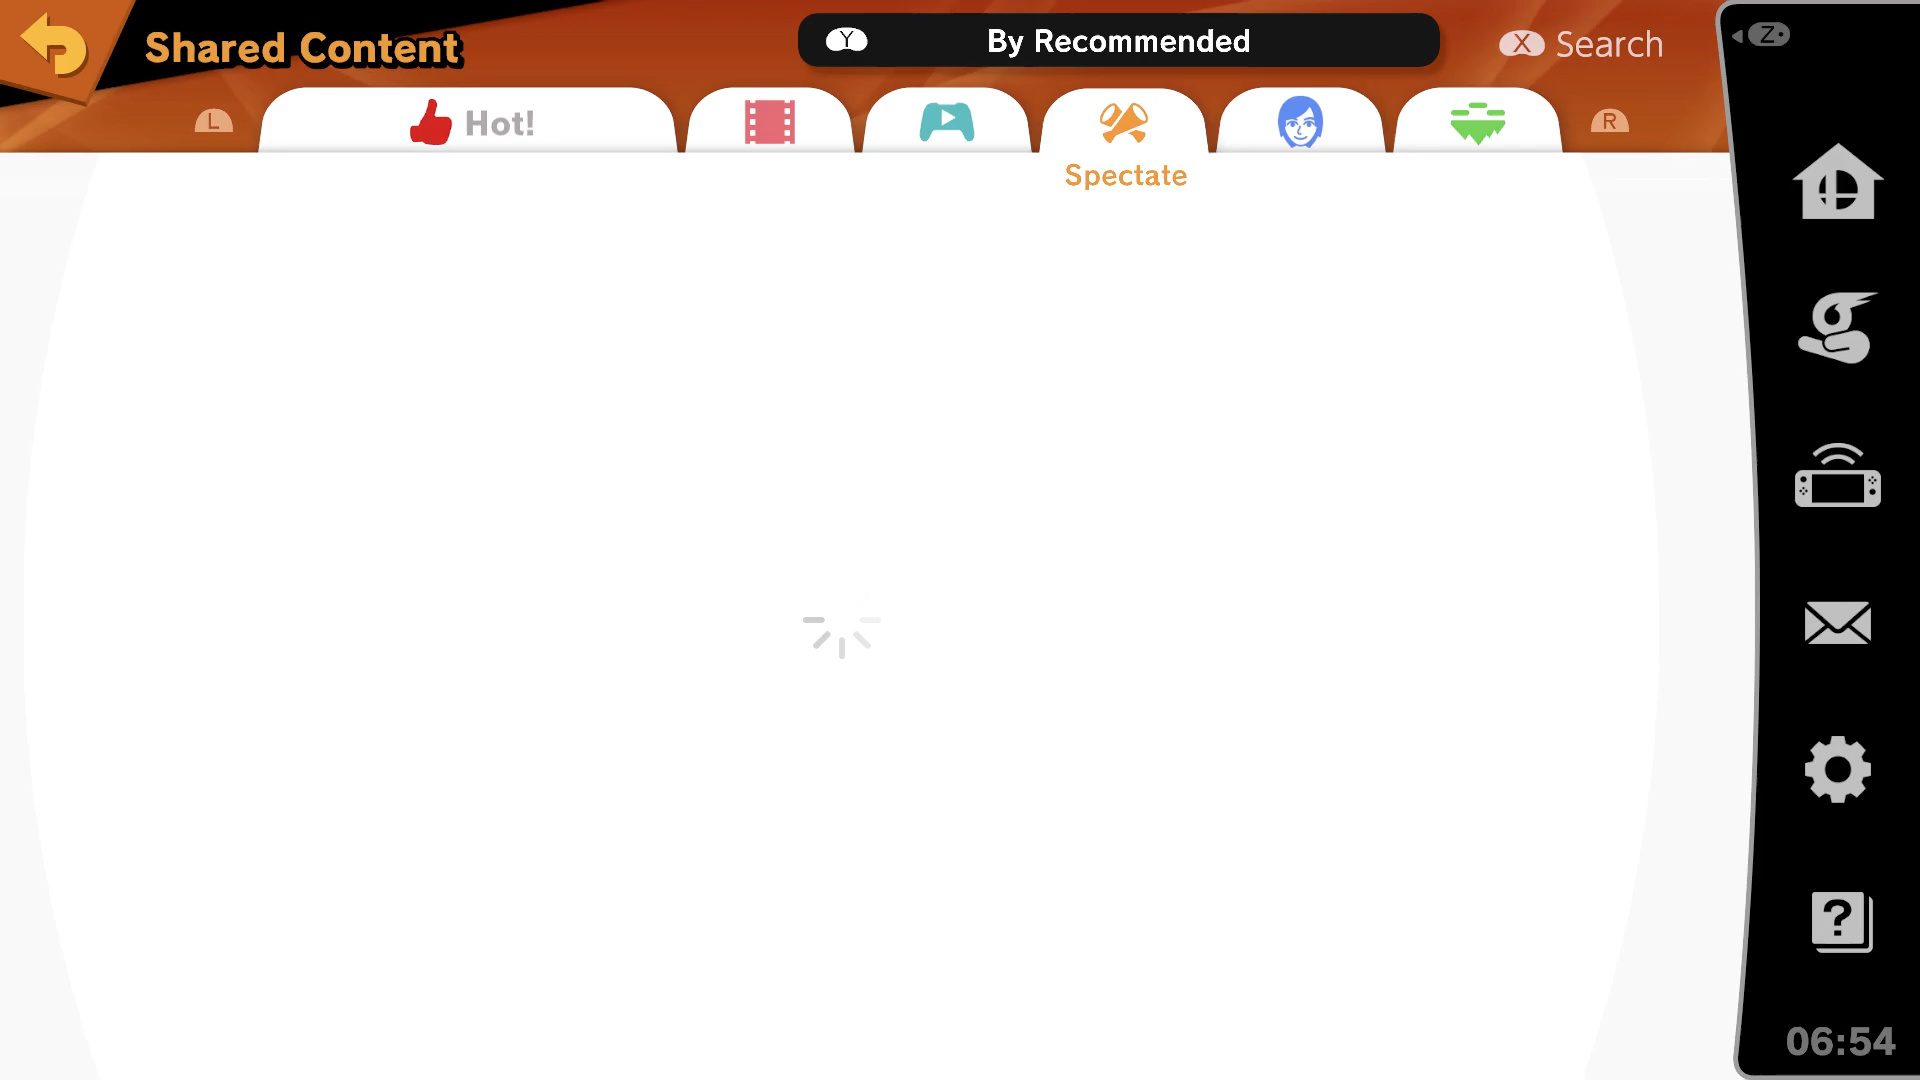 Shared Content
Y By Recommended
X Search
Z
L
Hot!
R
Spectate
?
06:54